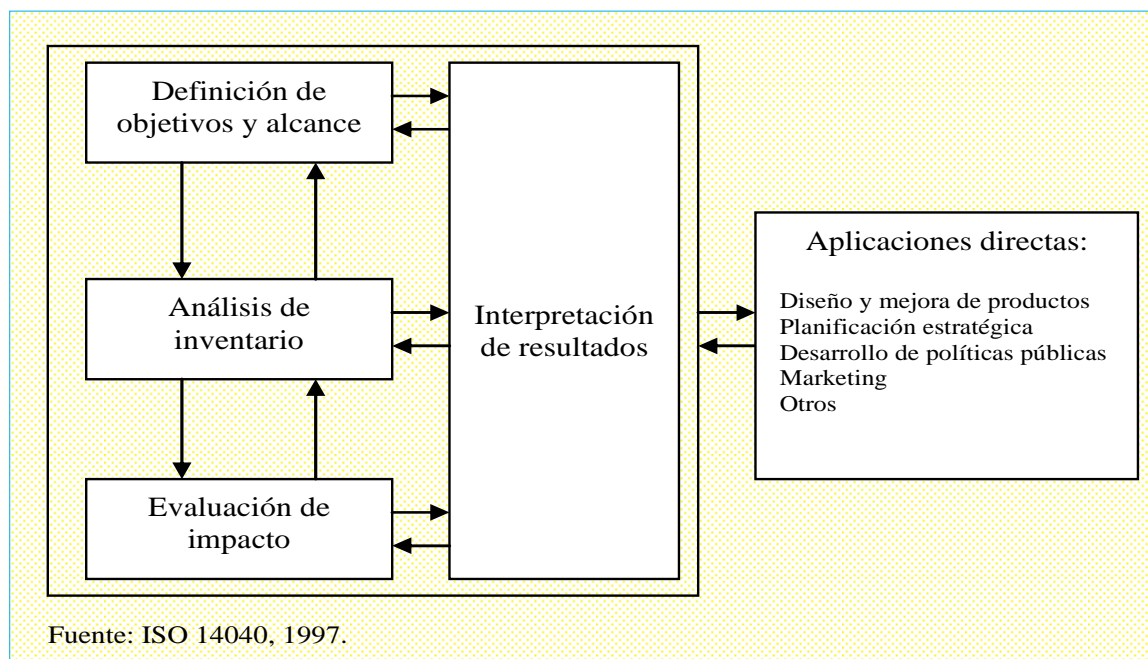 Definición de
objetivos y alcance
Análisis de
inventario
Evaluación de
impacto
Interpretación
de resultados
Aplicaciones directas:
Diseño y mejora de productos
Planificación estratégica
Desarrollo de políticas públicas
Marketing
Otros
Fuente: ISO 14040, 1997.